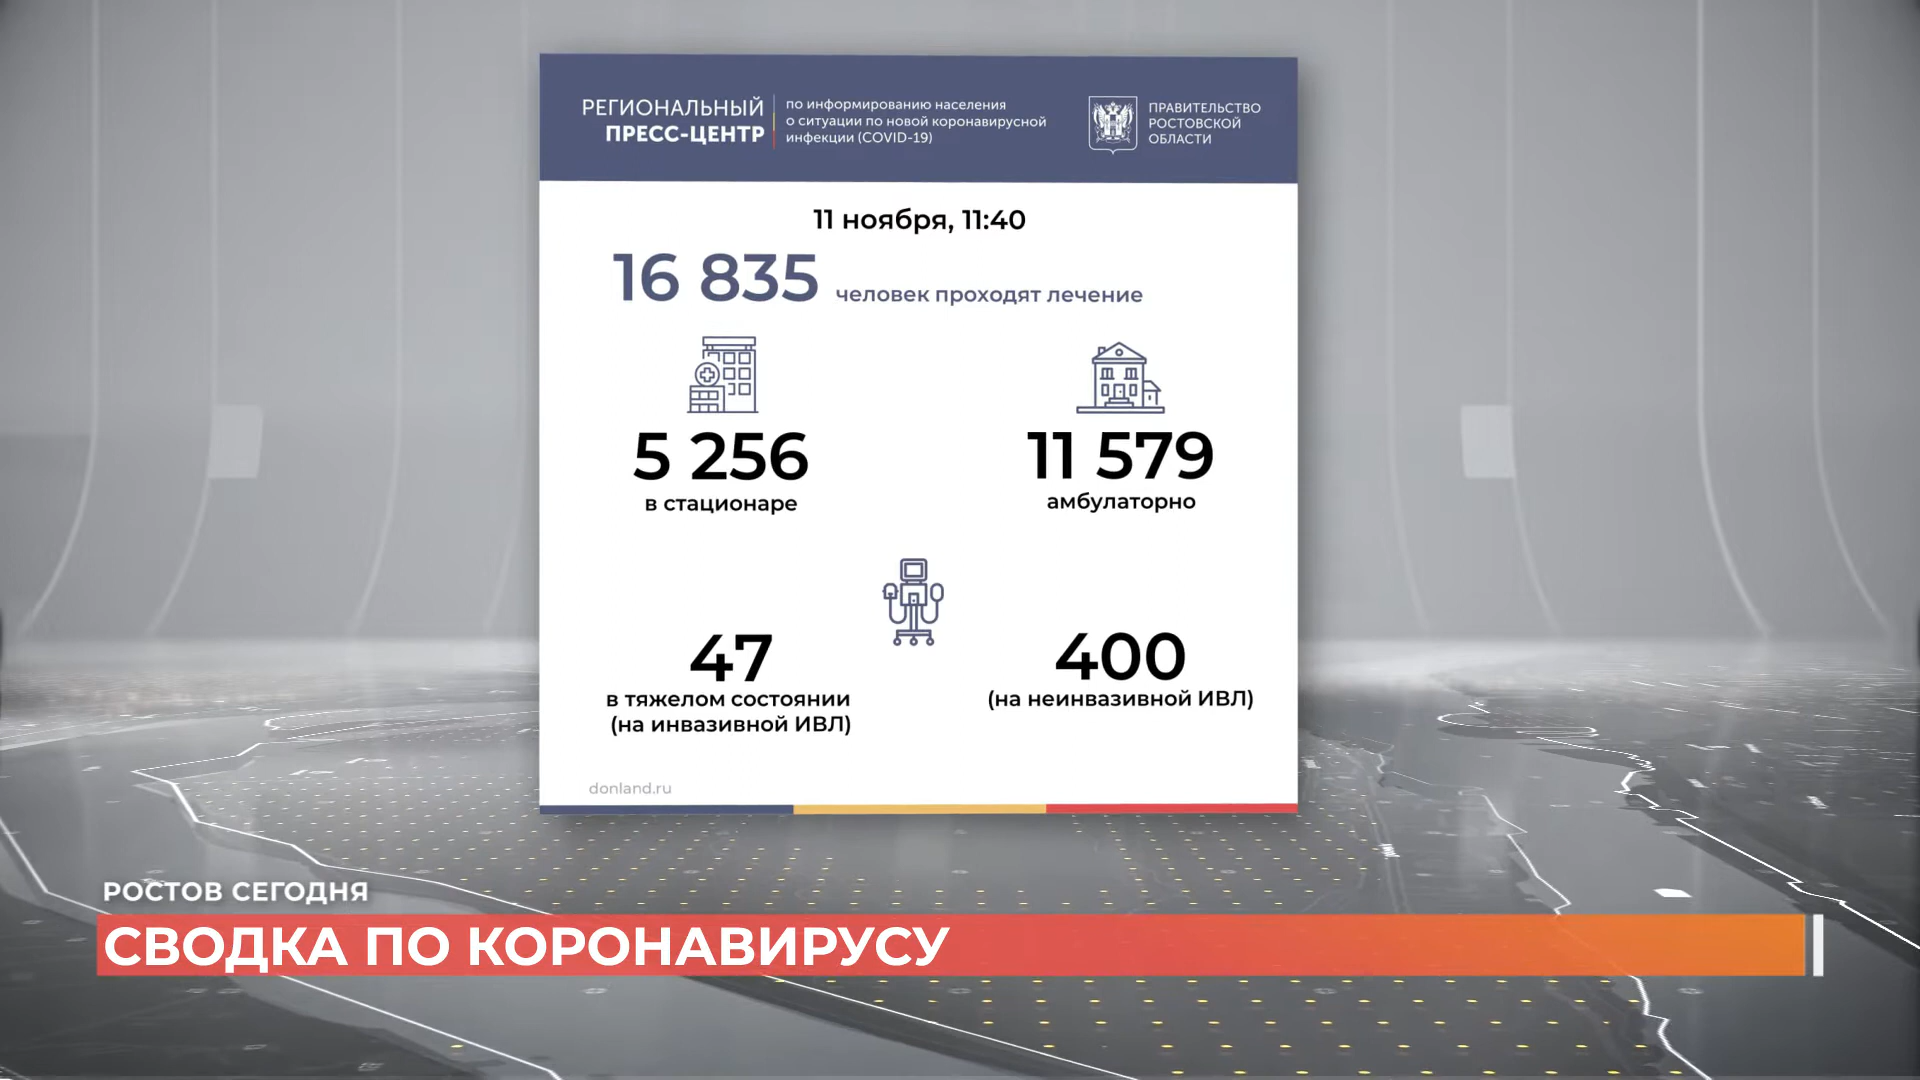 РЕГИОНАЛЬНЫЙ
ПРЕСС-ЦЕНТР
по информированию населения
о ситуации по новой коронавирусной
инфекции (COVID-19)
ПРАВИТЕЛЬСТВО
РОСТОВСКОЙ
ОБЛАСТИ
11 ноября, 11:40
16 835 человек проходят лечение
5 256
в стационаре
11 579
амбулаторно
47
в тяжелом состоянии
(на инвазивной ИВЛ)
400
(на неинвазивной ИВЛ)
donland.ru
РОСТОВ СЕГОДНЯ
СВОДКА ПО КОРОНАВИРУСУ